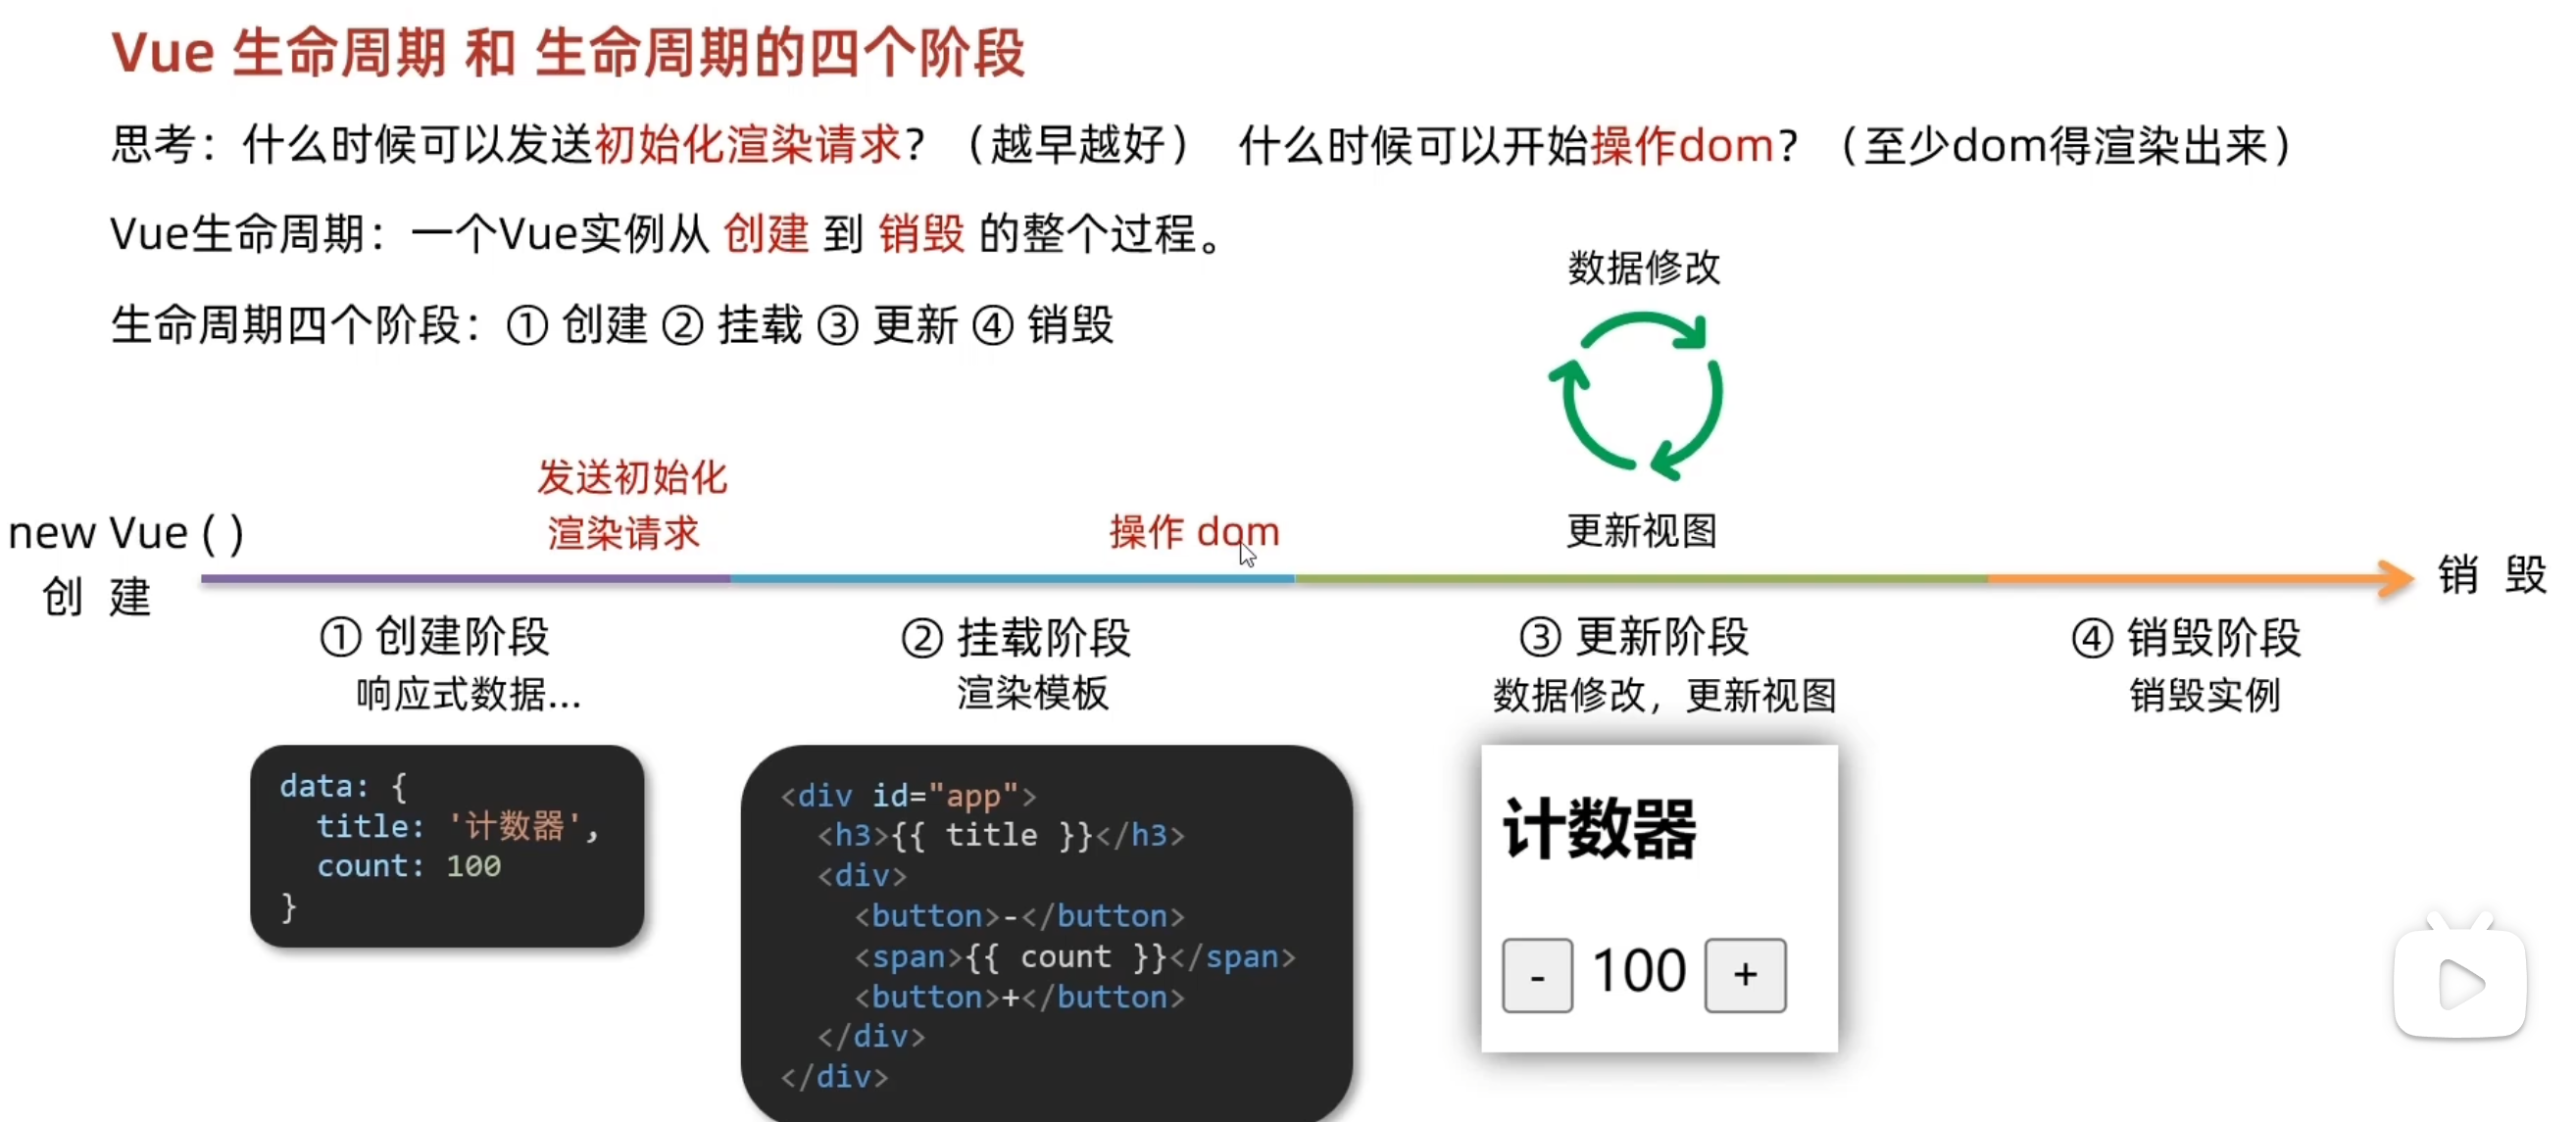 Vue 生命周期 和 生命周期的四个阶段
思考：什么时候可以发送初始化渲染请求？（越早越好） 什么时候可以开始操作dom？（至少dom得渲染出来）
Vue生命周期：一个Vue实例从 创建 到 销毁 的整个过程。
生命周期四个阶段：① 创建 ② 挂载 ③ 更新 ④ 销毁
数据修改
更新视图
发送初始化
渲染请求
操作 dom
new Vue ( )
创 建
销 毁
① 创建阶段
响应式数据...
② 挂载阶段
渲染模板
③ 更新阶段
数据修改，更新视图
④ 销毁阶段
销毁实例
data: {
  title: '计数器',
  count: 100
}
<div id="app">
  <h3>{{ title }}</h3>
  <div>
    <button>-</button>
    <span>{{ count }}</span>
    <button>+</button>
  </div>
</div>
计数器
- 100 +